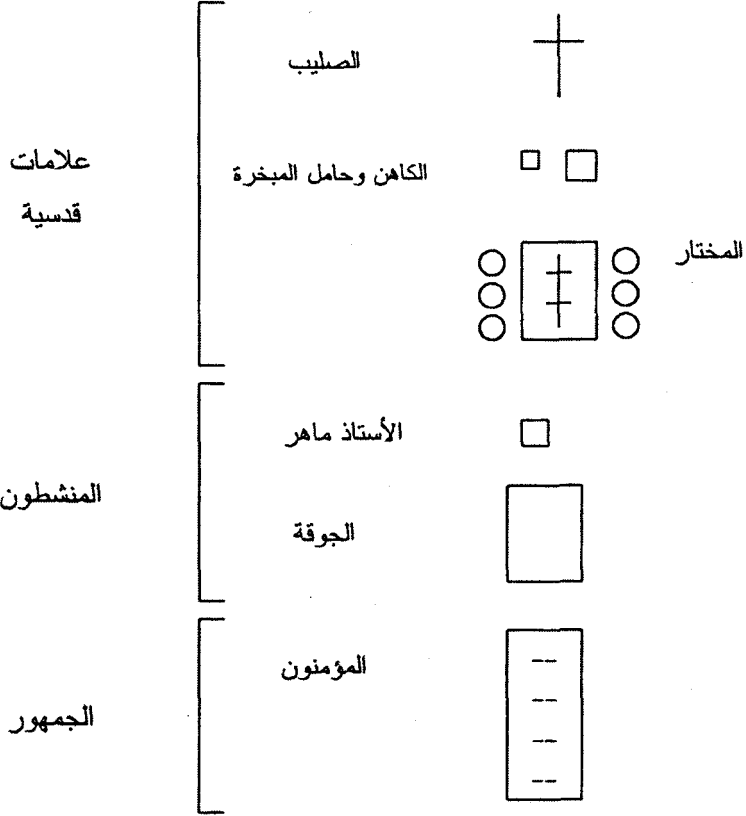 الصليب
علامات
قدسية
الكاهن وحامل المبخرة
المختار
الأستاذ ماهر
المنشطون
الجوقة
المؤمنون
الجمهور